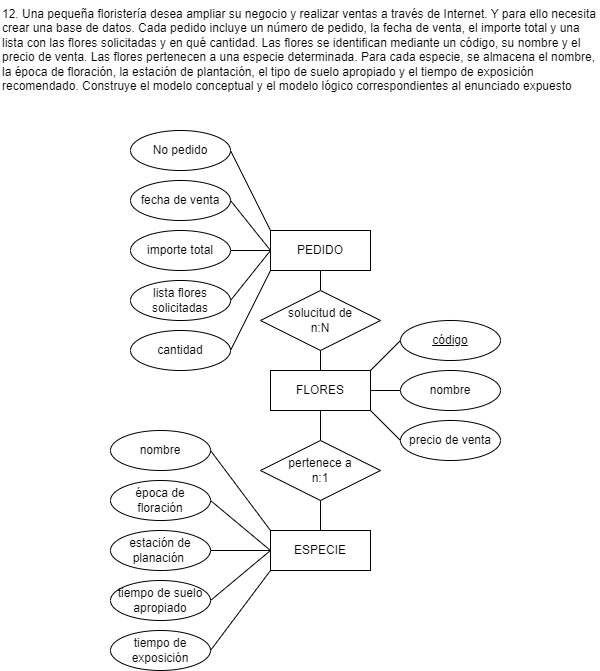 12. Una pequeña floristería desea ampliar su negocio y realizar ventas a través de Internet. Y para ello necesita
crear una base de datos. Cada pedido incluye un número de pedido, la fecha de venta, el importe total y una
lista con las flores solicitadas y en qué cantidad. Las flores se identifican mediante un código, su nombre y el
precio de venta. Las flores pertenecen a una especie determinada. Para cada especie, se almacena el nombre,
la época de floración, la estación de plantación, el tipo de suelo apropiado y el tiempo de exposición
recomendado. Construye el modelo conceptual y el modelo lógico correspondientes al enunciado expuesto
No pedido
fecha de venta
importe total
lista flores
solicitadas
cantidad
PEDIDO
solucitud de
n:N
FLORES
código
nombre
precio de venta
pertenece a
n:1
ESPECIE
nombre
época de
floración
estación de
planación
tiempo de suelo
apropiado
tiempo de
exposición